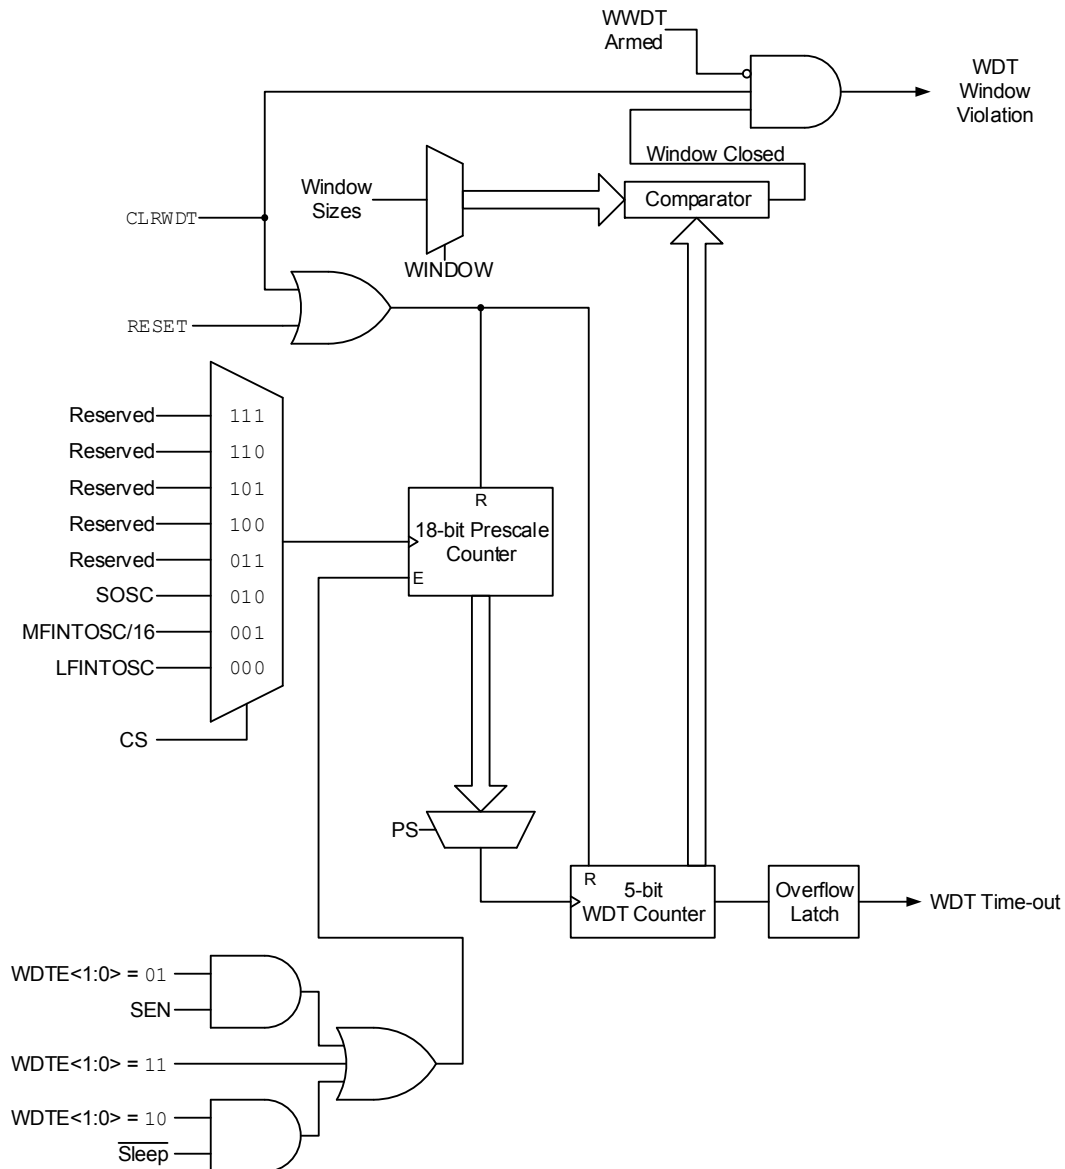 WWDT
Armed
WDT
Window
Violation
Window Closed
Window
Sizes
Comparator
CLRWDT
WINDOW
RESET
Reserved 111
Reserved 110
Reserved 101
Reserved 100
Reserved 011
SOSC 010
MFINTOSC/16 001
LFINTOSC 000
CS
R
18-bit Prescale
Counter
E
PS
R
5-bit
WDT Counter
Overflow
Latch
WDT Time-out
WDTE<1:0> = 01
SEN
WDTE<1:0> = 11
WDTE<1:0> = 10
Sleep